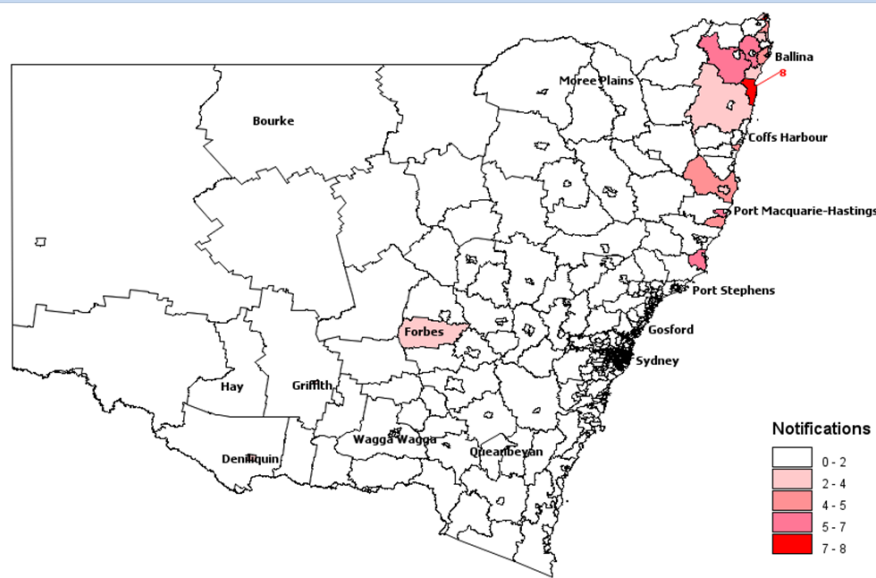 Ballina
8
Moree Plains
Bourke
Coffs Harbour
Port Macquarie-Hastings
Port Stephens
Gosford
Forbes
Sydney
Hay
Griffith
Wagga Wagga
Queanbeyan
Deniliquin
Notifications
0 - 2
2 - 4
4 - 5
5 - 7
7 - 8